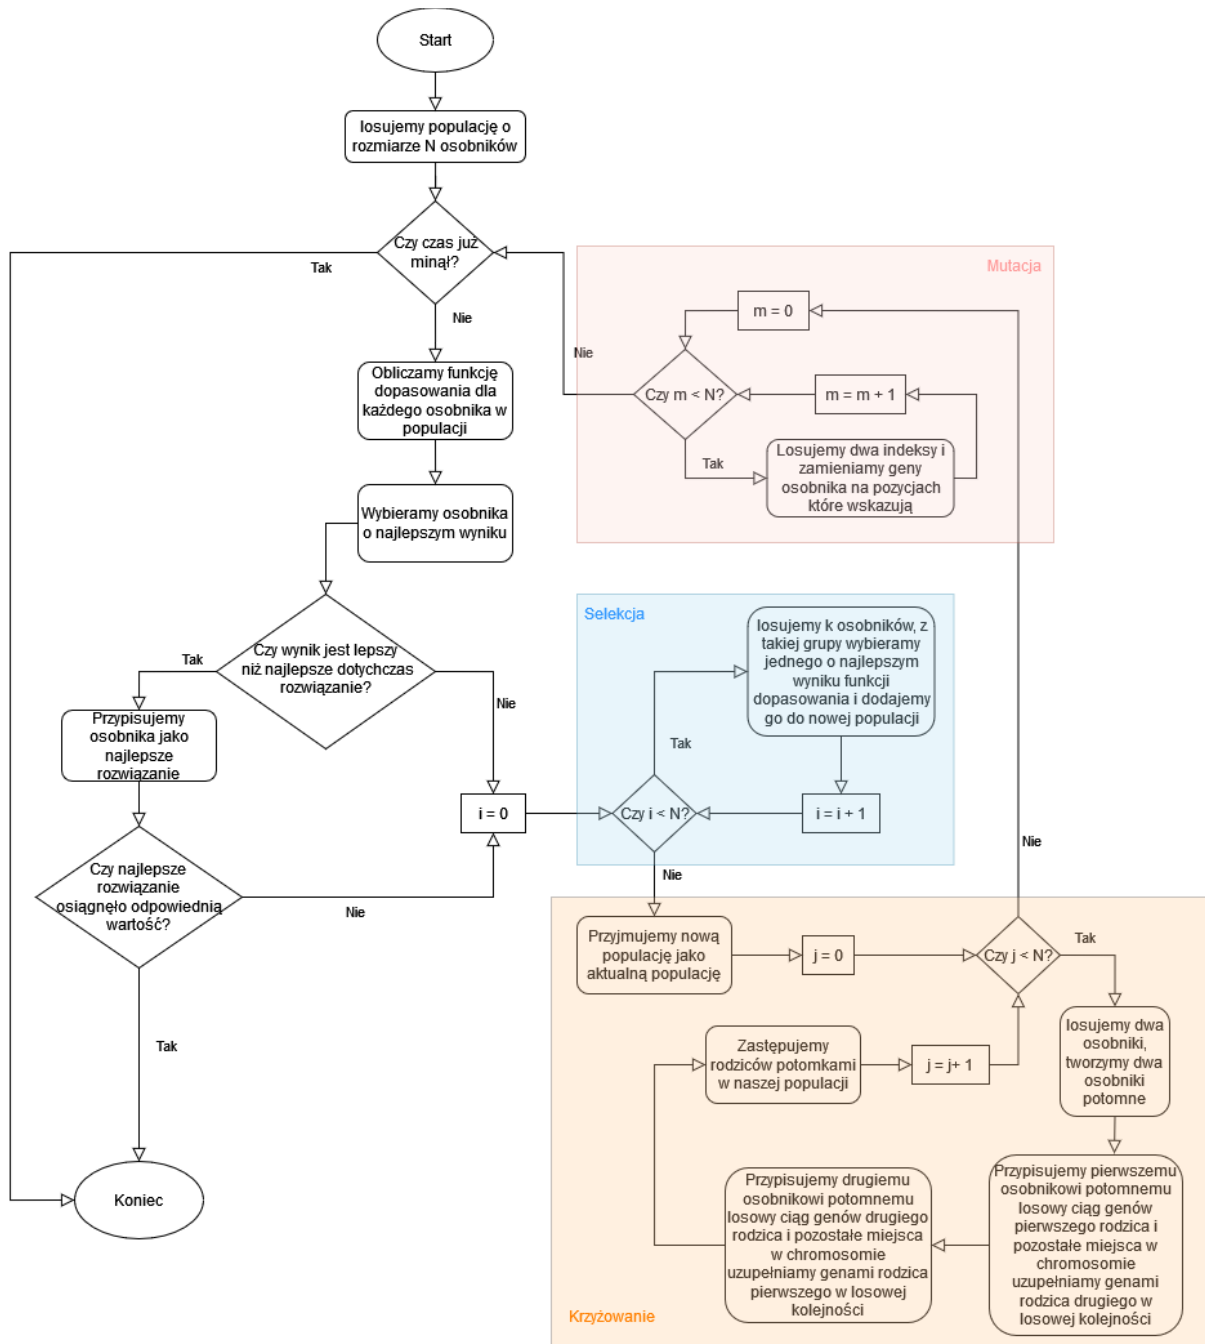 Start
losujemy populację o
rozmiarze N osobników
Czy czas już
minął?
Tak
Nie
Mutacja
m = 0
Nie
Czy m < N?
m = m + 1
Tak
Losujemy dwa indeksy i
zamieniamy geny
osobnika na pozycjach
które wskazują
Obliczamy funkcję
dopasowania dla
każdego osobnika w
populacji
Wybieramy osobnika
o najlepszym wyniku
Czy wynik jest lepszy
niż najlepsze dotychczas
rozwiązanie?
Tak
Nie
Przypisujemy
osobnika jako
najlepsze
rozwiązanie
i = 0
Czy najlepsze
rozwiązanie
osiągnęło odpowiednią
wartość?
Nie
Tak
Koniec
Selekcja
losujemy k osobników, z
takiej grupy wybieramy
jednego o najlepszym
wyniku funkcji
dopasowania i dodajemy
go do nowej populacji
Tak
Czy i < N?
i = i + 1
Nie
Nie
Przyjmujemy nową
populację jako
aktualną populację
j = 0
Czy j < N?
Tak
losujemy dwa
osobniki,
tworzymy dwa
osobniki
potomne
Zastępujemy
rodziców potomkami
w naszej populacji
j = j+ 1
Przypisujemy pierwszemu
osobnikowi potomnemu
losowy ciąg genów
pierwszego rodzica i
pozostałe miejsca w
chromosomie
uzupełniamy genami
rodzica drugiego w
losowej kolejności
Przypisujemy drugiemu
osobnikowi potomnemu
losowy ciąg genów drugiego
rodzica i pozostałe miejsca
w chromosomie
uzupełniamy genami rodzica
pierwszego w losowej
kolejności
Krzyżowanie